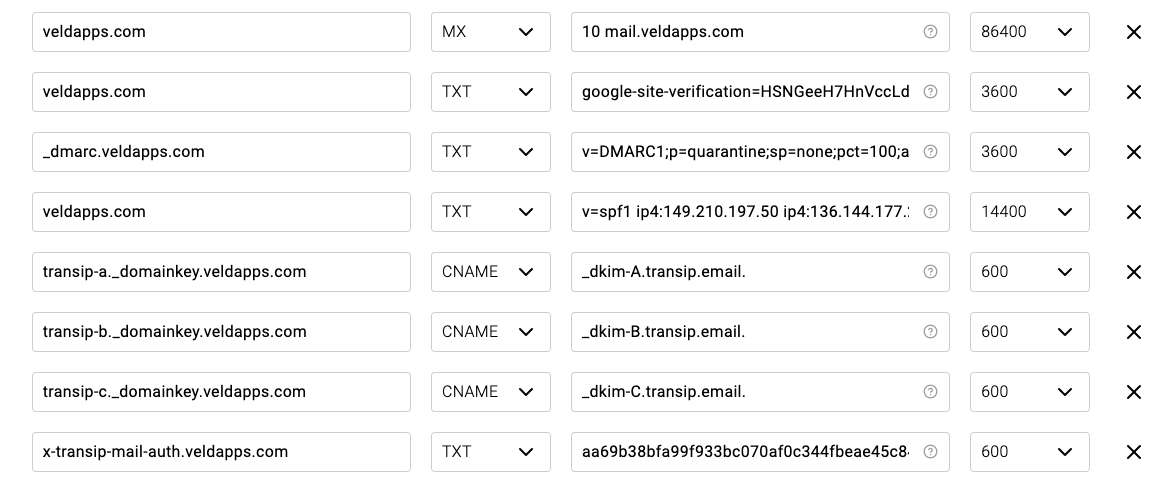 veldapps.com MX 10 mail.veldapps.com 86400
veldapps.com TXT google-site-verification=HSNGeeH7HnVccLd 3600
_dmarc.veldapps.com TXT v=DMARC1;p=quarantine;sp=none;pct=100;a 3600
veldapps.com TXT v=spf1 ip4:149.210.197.50 ip4:136.144.177. 14400
transip-a._domainkey.veldapps.com CNAME _dkim-A.transip.email. 600
transip-b._domainkey.veldapps.com CNAME _dkim-B.transip.email. 600
transip-c._domainkey.veldapps.com CNAME _dkim-C.transip.email. 600
x-transip-mail-auth.veldapps.com TXT aa69b38bfa99f933bc070af0c344fbeae45c8 600